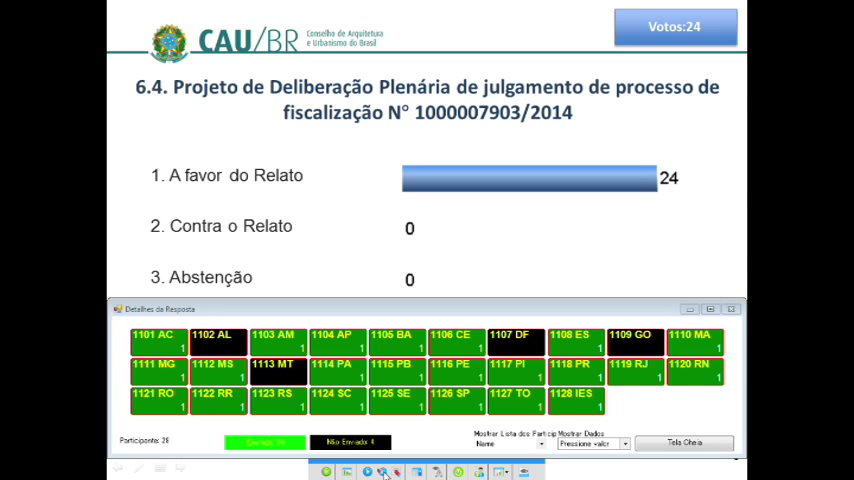 CAU/BR
Conselho de Arquitetura
e Urbanismo do Brasil
Votos:24
6.4. Projeto de Deliberação Plenária de julgamento de processo de
fiscalização N° 1000007903/2014
1. A favor do Relato
24
2. Contra o Relato
0
3. Abstenção
0
Detalhes da Resposta
1101 AC 1102 AL 1103 AM 1104 AP 1105 BA 1106 CE 1107 DF 1108 ES 1109 GO 1110 MA
1 1 1 1 1 1 1
1111 MG 1112 MS 1113 MT 1114 PA 1115 PB 1116 PE 1117 PI 1118 PR 1119 RJ 1120 RN
1 1 1 1 1 1 1 1 1
1121 RO 1122 RR 1123 RS 1124 SC 1125 SE 1126 SP 1127 TO 1128 IES
1 1 1 1 1 1 1 1
Mostrar Lista dos Particip Mostrar Dados
Participante: 28
Não Enviado 4
Name
Pressione valor
Tela Cheia